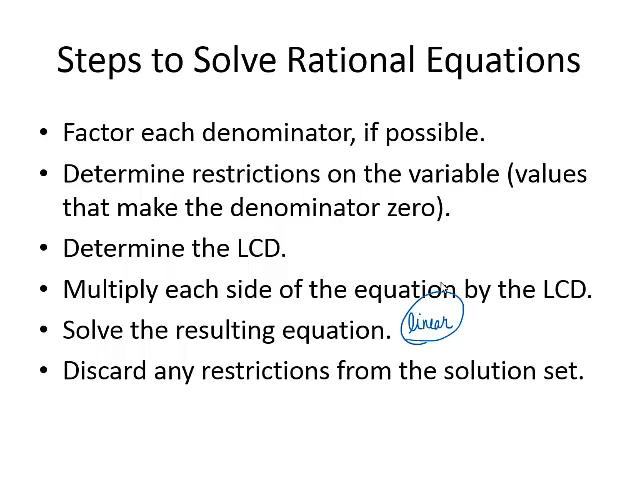 Steps to Solve Rational Equations
• Factor each denominator, if possible.
• Determine restrictions on the variable (values
that make the denominator zero).
• Determine the LCD.
• Multiply each side of the equation by the LCD.
• Solve the resulting equation. linear
• Discard any restrictions from the solution set.